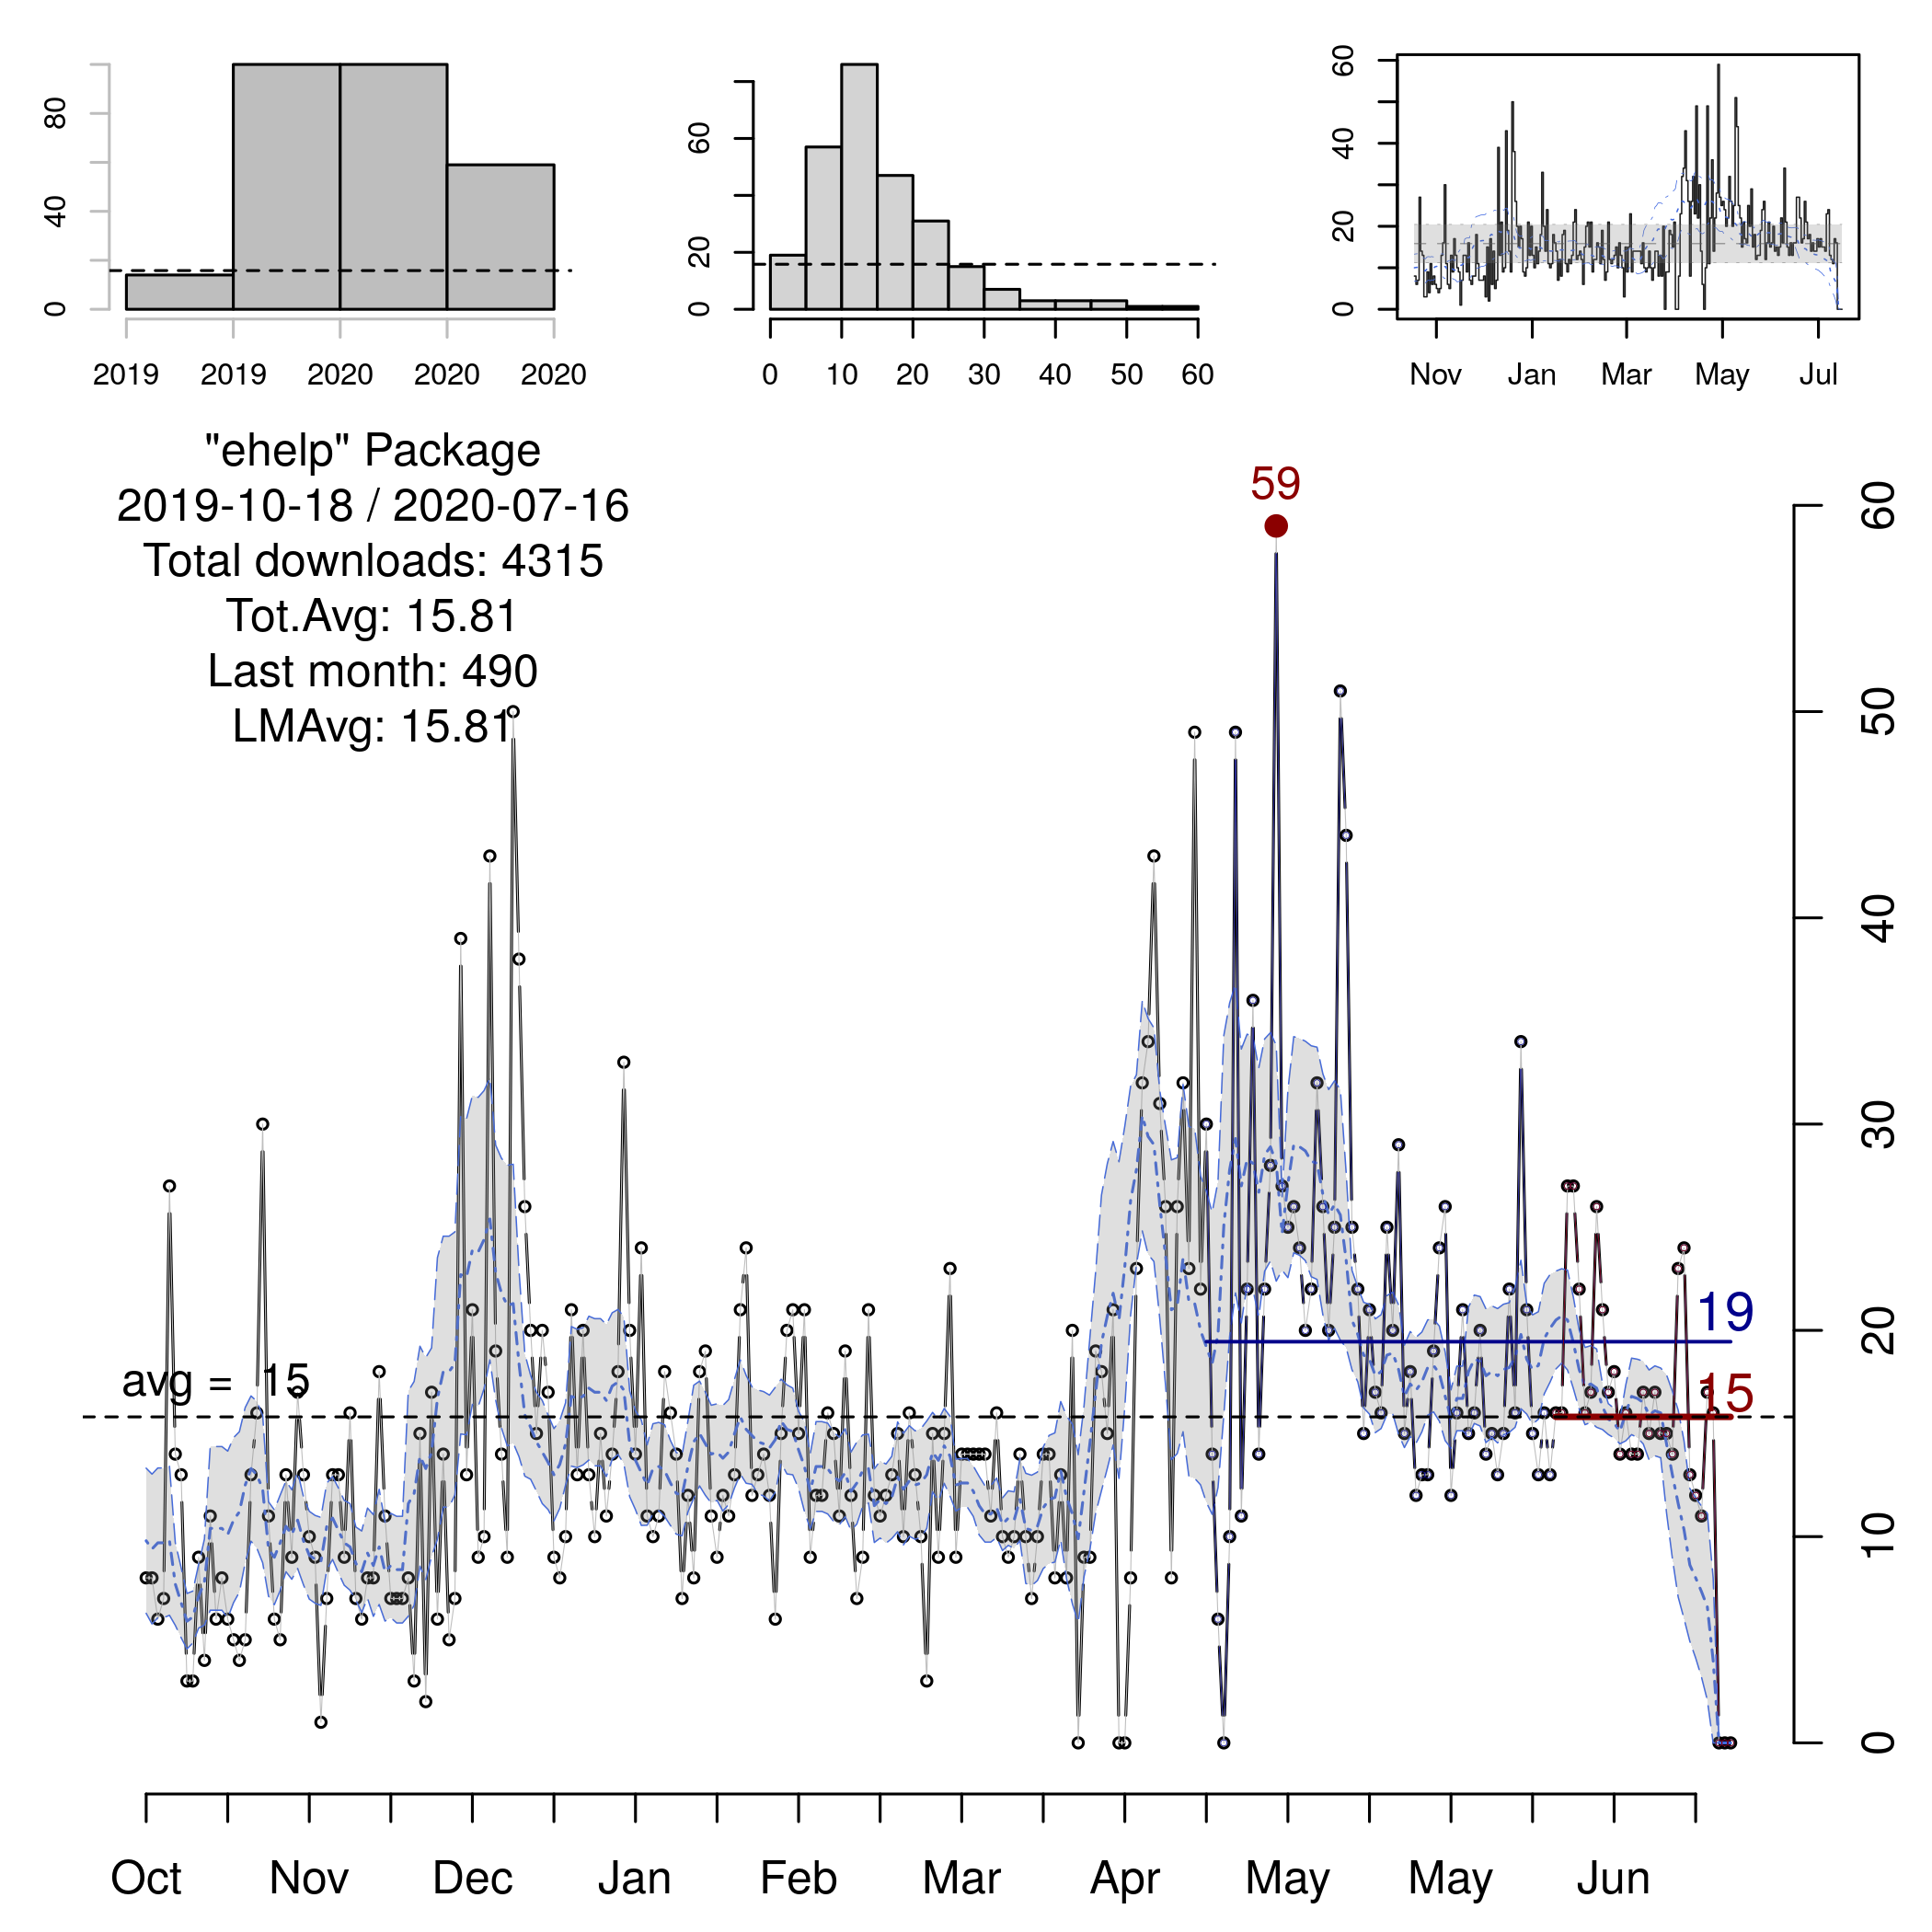 80
40
0
2019 2019 2020 2020 2020
60
20
0
0 10 20 30 40 50 60
60
40
20
0
Nov Jan Mar May Jul
"ehelp" Package
2019-10-18 / 2020-07-16
Total downloads: 4315
Tot.Avg: 15.81
Last month: 490
LMAvg: 15.81
59
avg = 15
19
15
60
50
40
30
20
10
0
Oct Nov Dec Jan Feb Mar Apr May May Jun